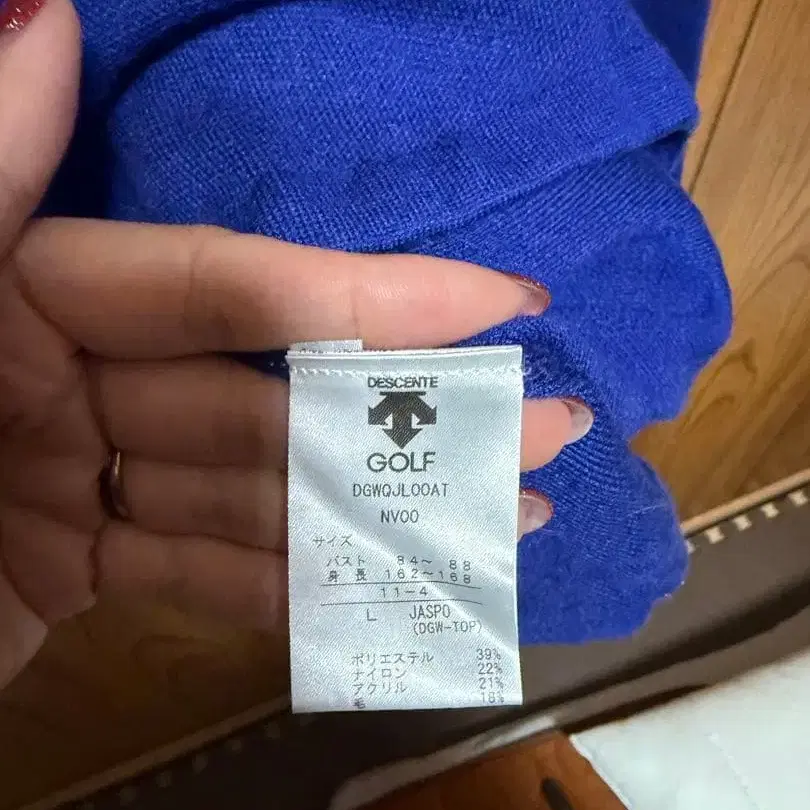 DESCENTE
GOLF
DGWQJL00AT
NV00
サイズ
バスト 84～ 88
身長 162～168
11-4
L JASPO
(DGW-TOP)
ポリエステル 39%
ナイロン 22%
アクリル 21%
毛 18%